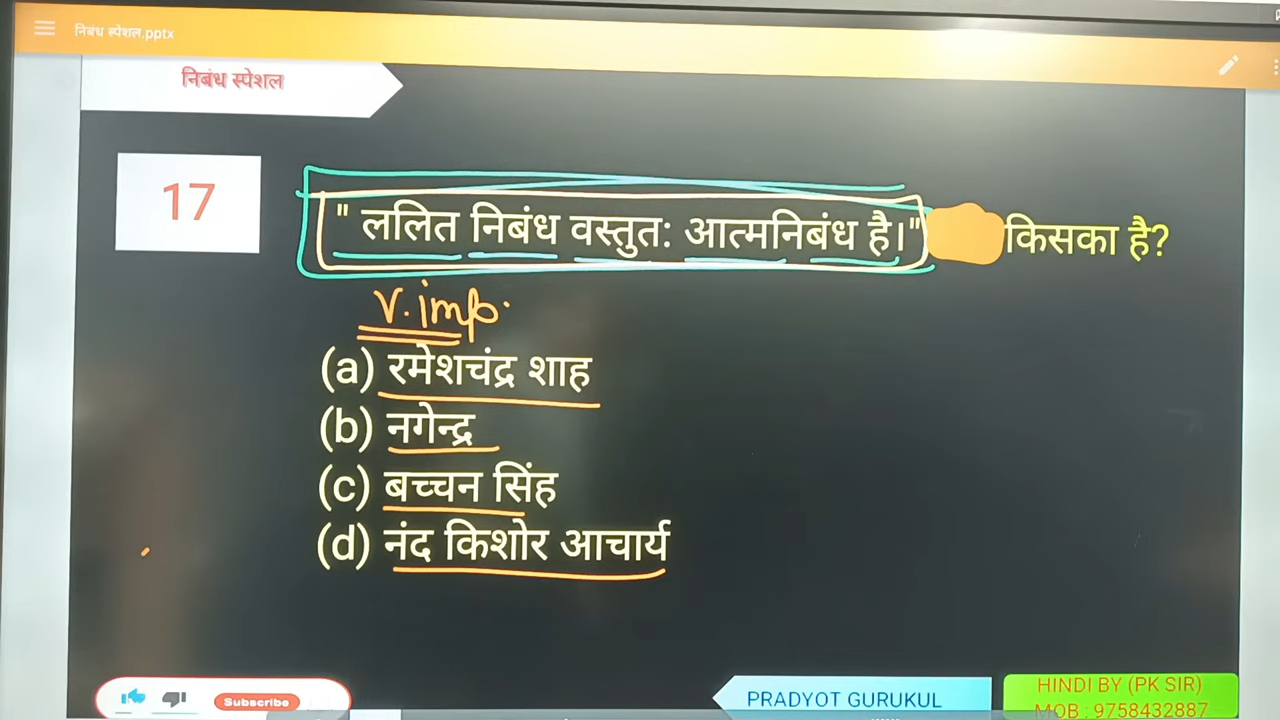 निबंध स्पेशल.pptx
निबंध स्पेशल
17
" ललित निबंध वस्तुत: आत्मनिबंध है।" किसका है?
v. imp.
(a) रमेशचंद्र शाह
(b) नगेन्द्र
(c) बच्चन सिंह
(d) नंद किशोर आचार्य
Subscribe
PRADYOT GURUKUL
HINDI BY (PK SIR)
MOB : 9758432887